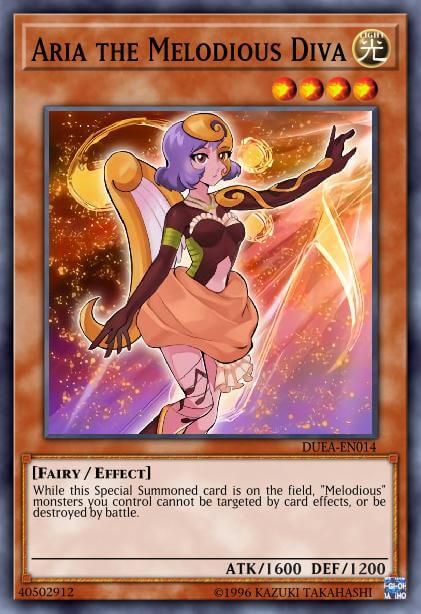 ARIA THE MELODIOUS DIVA
LIGHT
光
DUEA-EN014
[FAIRY / EFFECT]
While this Special Summoned card is on the field, "Melodious"
monsters you control cannot be targeted by card effects, or be
destroyed by battle.
ATK/1600 DEF/1200
40502912
©1996 KAZUKI TAKAHASHI